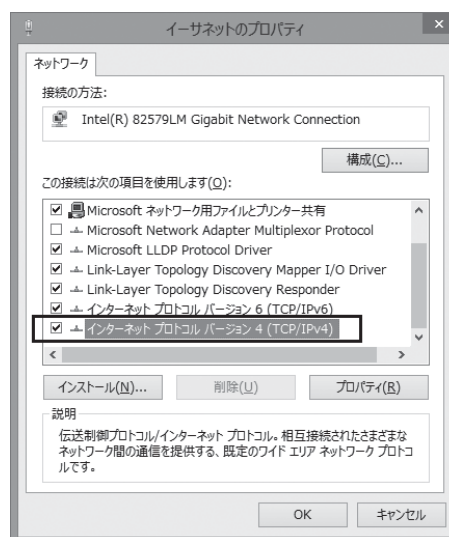 イーサネットのプロパティ
ネットワーク
接続の方法:
Intel(R) 82579LM Gigabit Network Connection
構成(C)...
この接続は次の項目を使用します(O):
Microsoft ネットワーク用ファイルとプリンター共有
Microsoft Network Adapter Multiplexor Protocol
Microsoft LLDP Protocol Driver
Link-Layer Topology Discovery Mapper I/O Driver
Link-Layer Topology Discovery Responder
インターネット プロトコル バージョン 6 (TCP/IPv6)
インターネット プロトコル バージョン 4 (TCP/IPv4)
インストール(N)...
削除(U)
プロパティ(R)
説明
伝送制御プロトコル/インターネット プロトコル。相互接続されたさまざまな
ネットワーク間の通信を提供する、既定のワイド エリア ネットワーク プロトコ
ルです。
OK
キャンセル